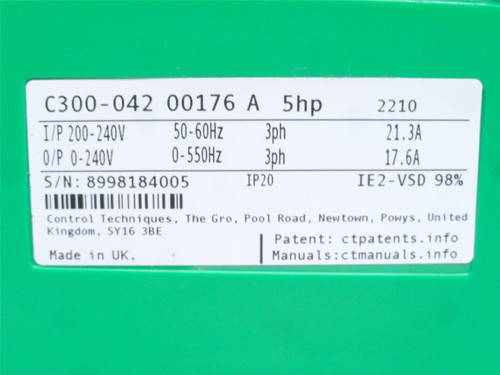 C300-042 00176 A 5hp 2210
I/P 200-240V 50-60Hz 3ph 21.3A
O/P 0-240V 0-550Hz 3ph 17.6A
S/N: 8998184005 IP20 IE2-VSD 98%
Control Techniques, The Gro, Pool Road, Newtown, Powys, United
Kingdom, SY16 3BE
Patent: ctpatents.info
Made in UK. Manuals:ctmanuals.info